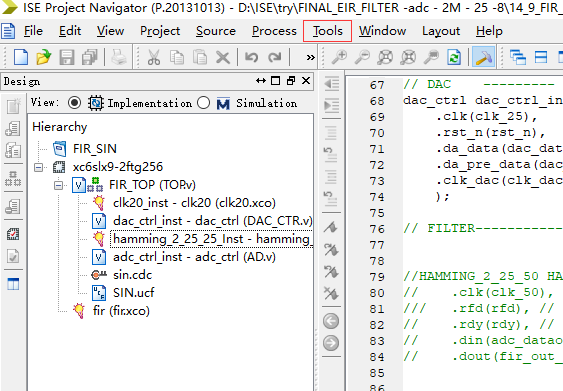 ISE Project Navigator (P.20131013) - D:\ISE\try\FINAL_EIR_FILTER -adc - 2M - 25 -8\14_9_FIR_
File Edit View Project Source Process Tools Window Layout Help
Design
View: Implementation Simulation
Hierarchy
FIR_SIN
xc6slx9-2ftg256
FIR_TOP (TOP.v)
clk20_inst - clk20 (clk20.xco)
dac_ctrl_inst - dac_ctrl (DAC_CTR.v)
hamming_2_25_25_Inst - hamming_
adc_ctrl_inst - adc_ctrl (AD.v)
sin.cdc
SIN.ucf
fir (fir.xco)
67 // DAC ---------
68 dac_ctrl dac_ctrl_in
69 .clk(clk_25),
70 .rst_n(rst_n),
71 .da_data(dac_dat
72 .da_pre_data(dac
73 .clk_dac(clk_dac
74 );
75
76 // FILTER------------
77
78
79 //HAMMING_2_25_50 HA
80 // .clk(clk_50),
81 /// .rfd(rfd), //
82 // .rdy(rdy), //
83 // .din(adc_datao
84 // .dout(fir_out_
85
86